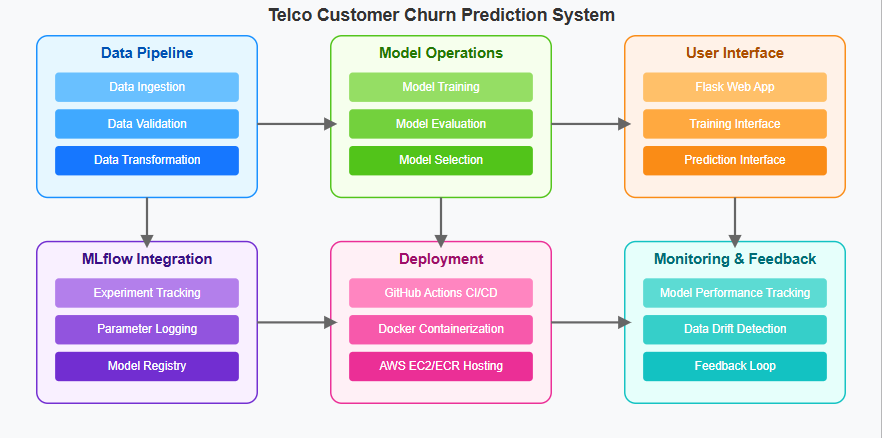 Telco Customer Churn Prediction System
Data Pipeline
Data Ingestion
Data Validation
Data Transformation
Model Operations
Model Training
Model Evaluation
Model Selection
User Interface
Flask Web App
Training Interface
Prediction Interface
MLflow Integration
Experiment Tracking
Parameter Logging
Model Registry
Deployment
GitHub Actions CI/CD
Docker Containerization
AWS EC2/ECR Hosting
Monitoring & Feedback
Model Performance Tracking
Data Drift Detection
Feedback Loop